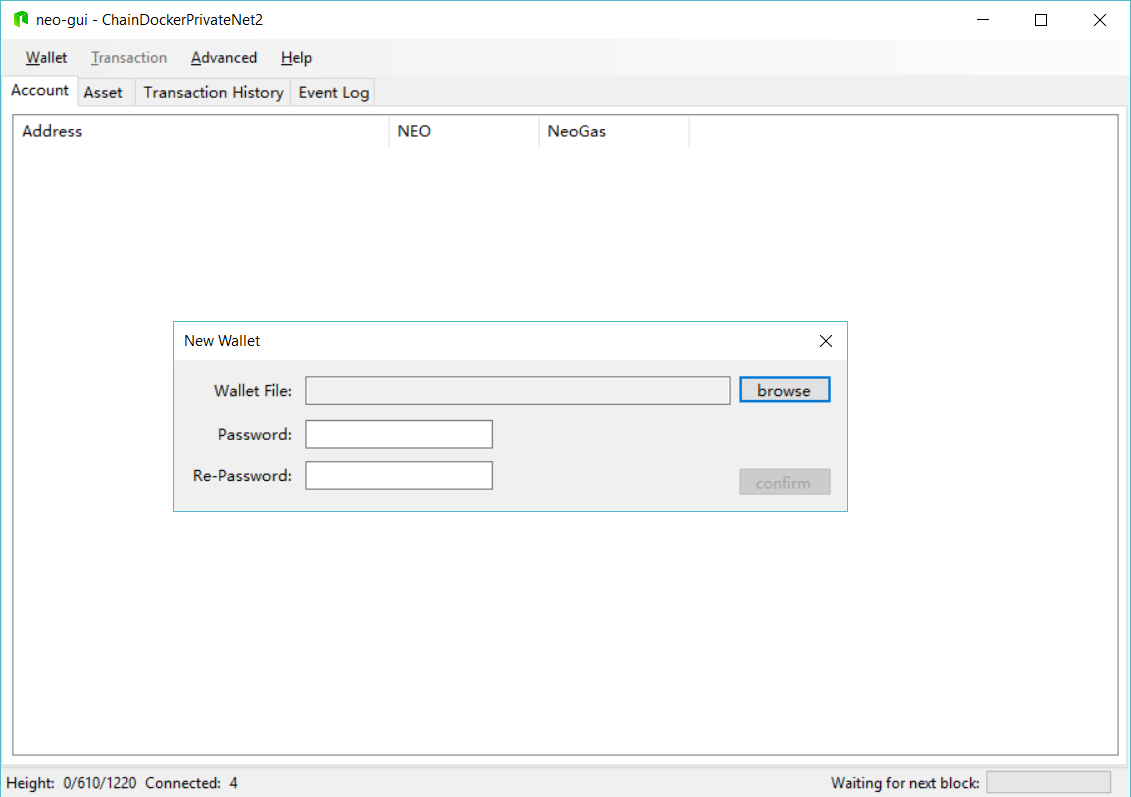 neo-gui - ChainDockerPrivateNet2
Wallet Transaction Advanced Help
Account Asset Transaction History Event Log
Address NEO NeoGas
New Wallet
Wallet File: browse
Password:
Re-Password:
confirm
Height: 0/610/1220 Connected: 4 Waiting for next block: